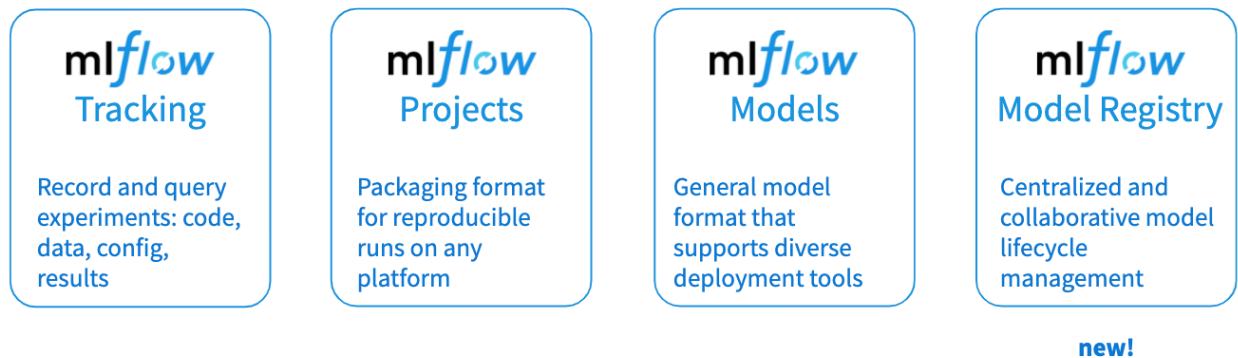 mlflow
Tracking
Record and query
experiments: code,
data, config,
results
mlflow
Projects
Packaging format
for reproducible
runs on any
platform
mlflow
Models
General model
format that
supports diverse
deployment tools
mlflow
Model Registry
Centralized and
collaborative model
lifecycle
management
new!